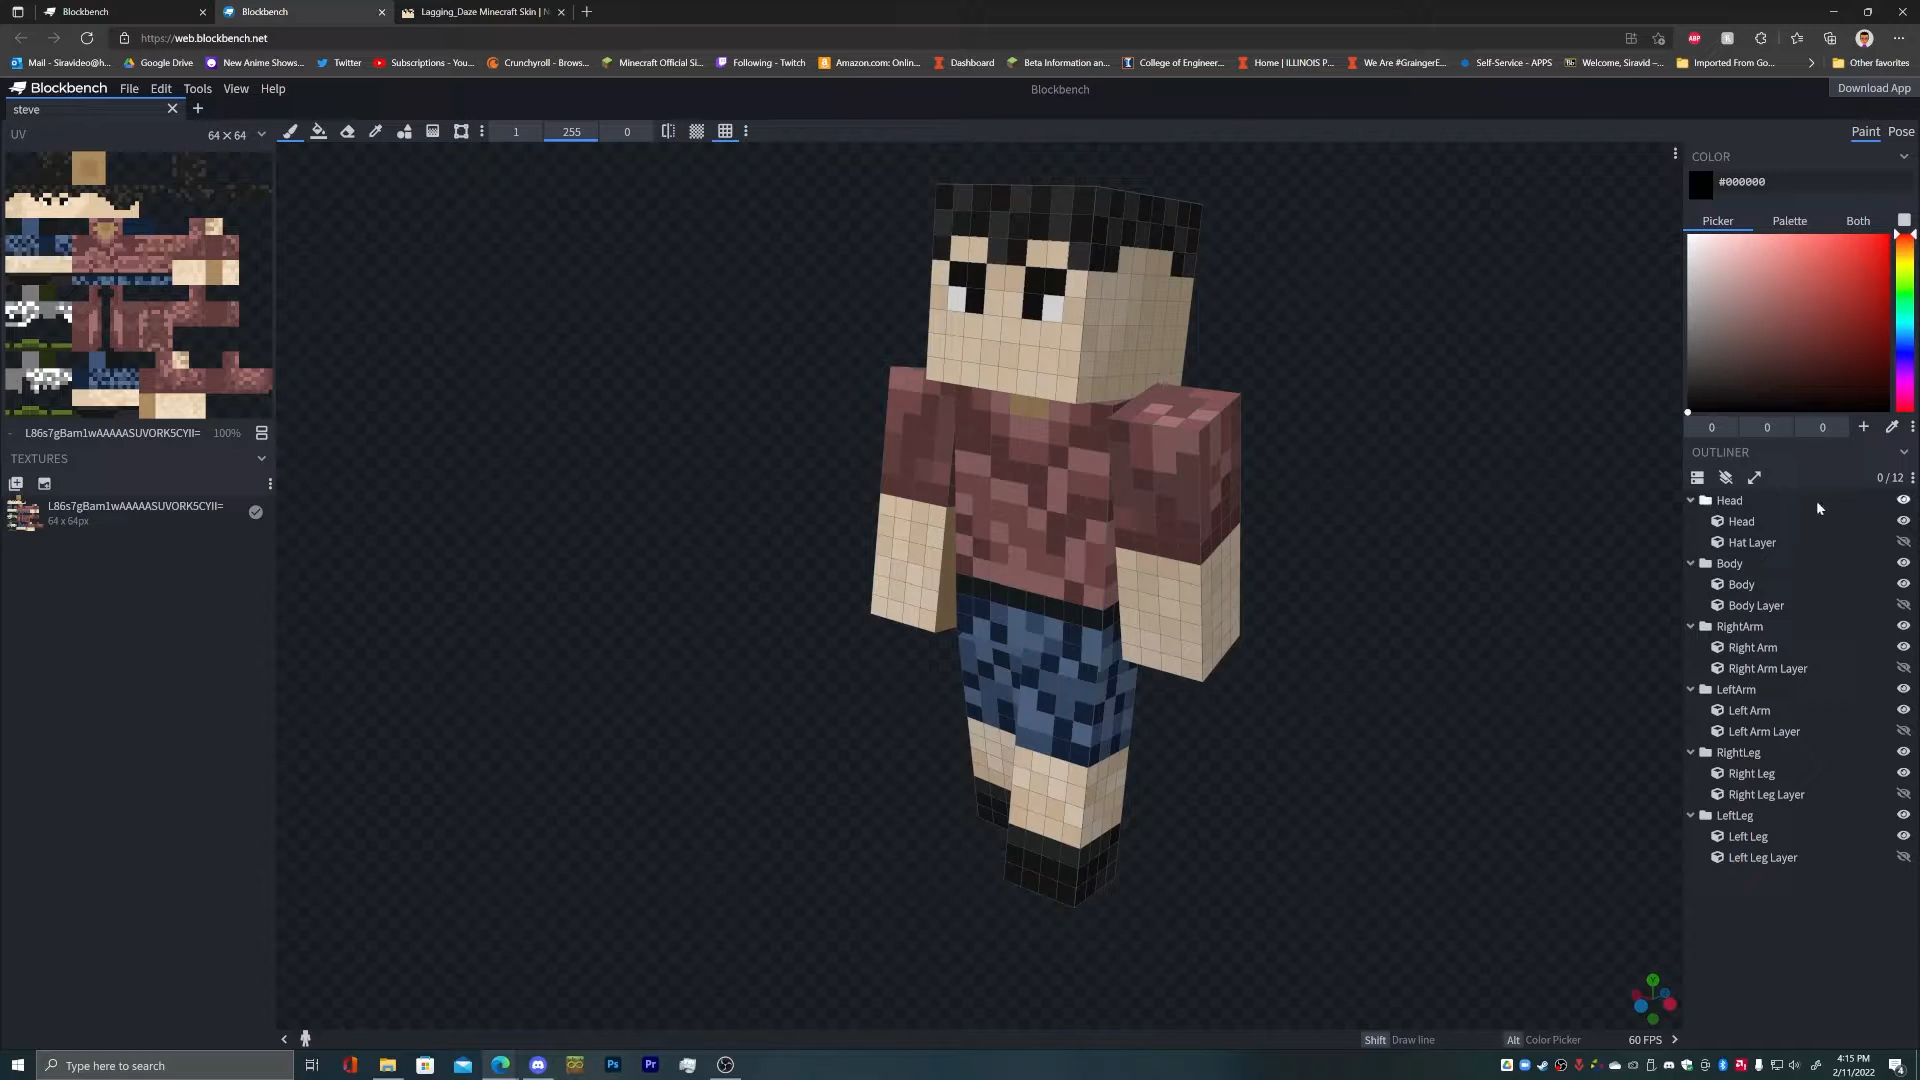 Blockbench
Blockbench
Lagging_Daze Minecraft Skin | N
https://web.blockbench.net
Mail - Siravideo@h...
Google Drive
New Anime Shows...
Twitter
Subscriptions - You...
Crunchyroll - Brows...
Minecraft Official Si...
Following - Twitch
Amazon.com: Onlin...
Dashboard
Beta Information an...
College of Engineer...
Home | ILLINOIS P...
We Are #GraingerE...
Self-Service - APPS
Welcome, Siravid –...
Imported From Go...
Other favorites
Blockbench
File
Edit
Tools
View
Help
Blockbench
Download App
steve
UV
64 × 64
1
255
0
Paint
Pose
COLOR
#000000
Picker
Palette
Both
0
0
0
L86s7gBam1wAAAAASUVORK5CYII=
100%
TEXTURES
L86s7gBam1wAAAAASUVORK5CYII=
64 x 64px
OUTLINER
0 / 12
Head
Head
Hat Layer
Body
Body
Body Layer
RightArm
Right Arm
Right Arm Layer
LeftArm
Left Arm
Left Arm Layer
RightLeg
Right Leg
Right Leg Layer
LeftLeg
Left Leg
Left Leg Layer
Shift Draw line
Alt Color Picker
60 FPS
Type here to search
Ps
Pr
4:15 PM
2/11/2022